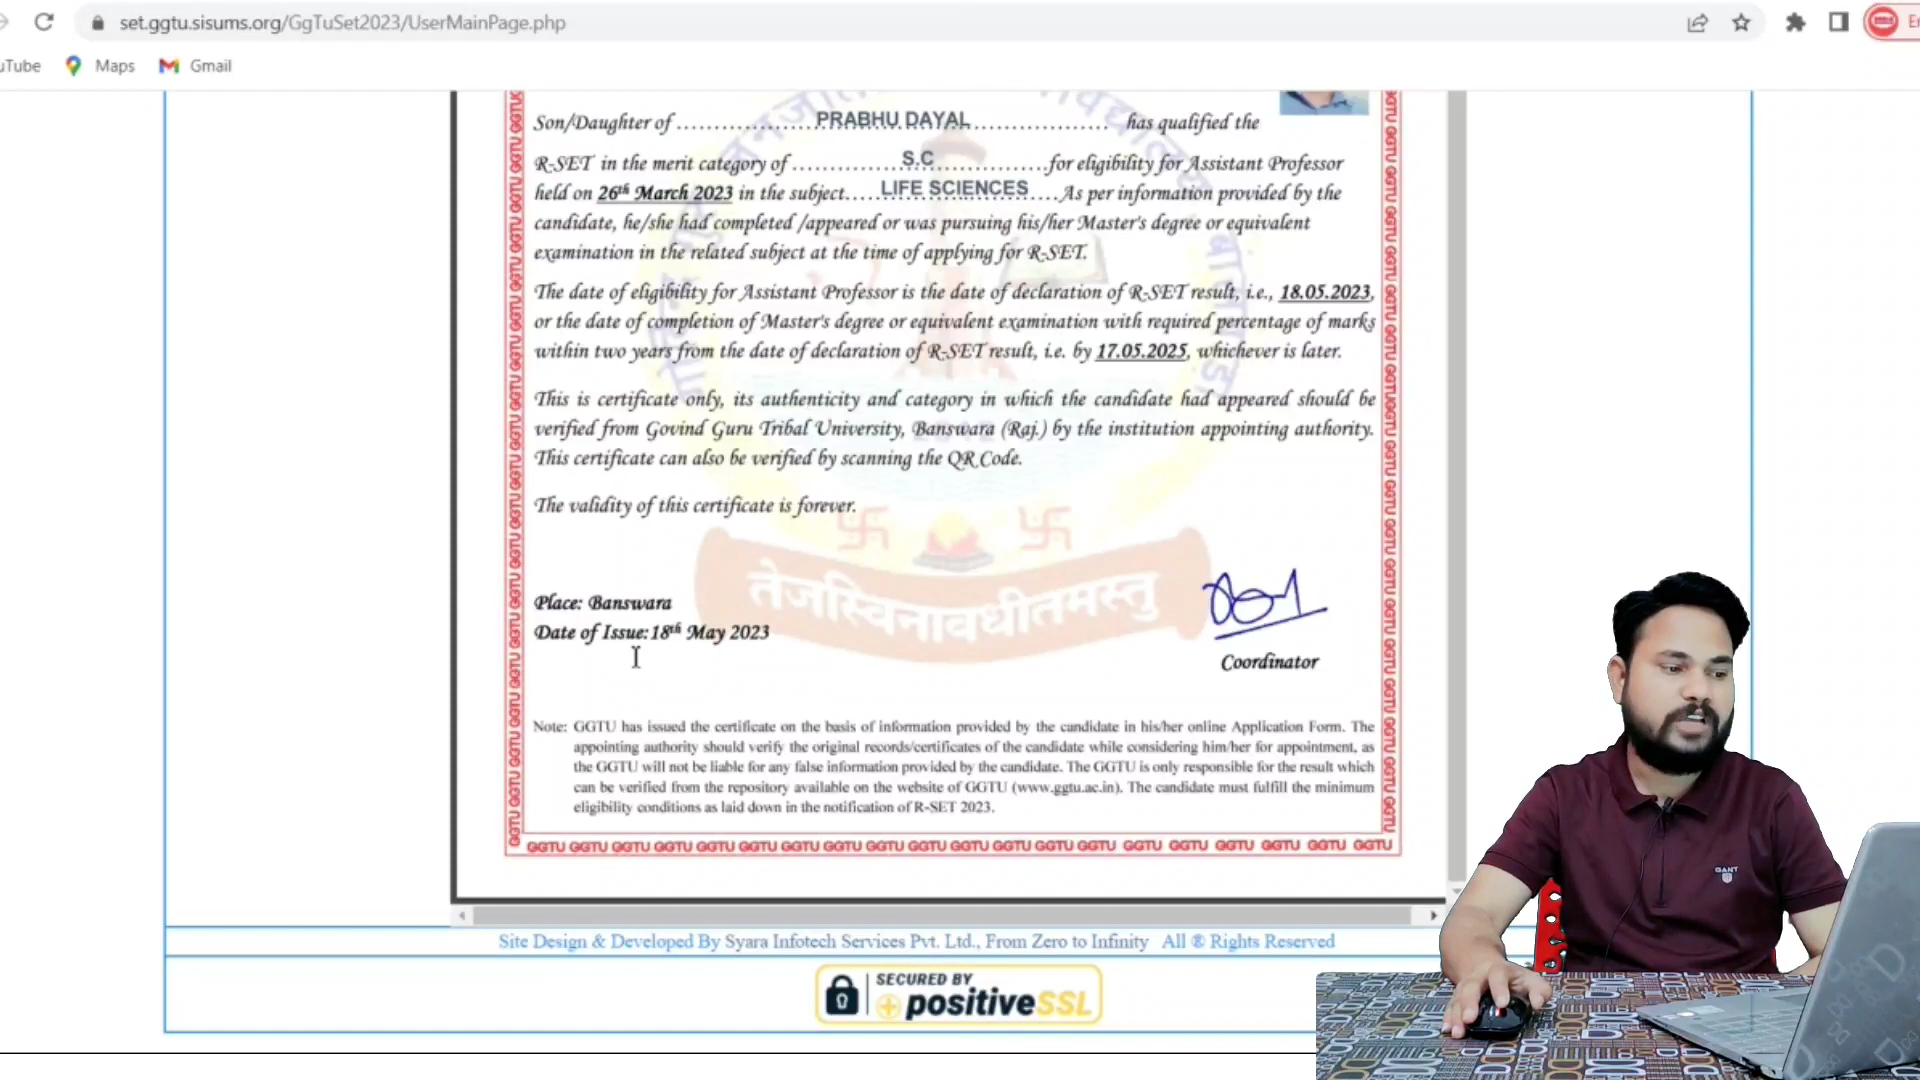 set.ggtu.sisums.org/GgTuSet2023/UserMainPage.php
uTube Maps Gmail
Son/Daughter of ................PRABHU DAYAL................ has qualified the
R-SET in the merit category of ................S.C................for eligibility for Assistant Professor
held on 26th March 2023 in the subject.....LIFE SCIENCES.....As per information provided by the
candidate, he/she had completed /appeared or was pursuing his/her Master's degree or equivalent
examination in the related subject at the time of applying for R-SET.
The date of eligibility for Assistant Professor is the date of declaration of R-SET result, i.e., 18.05.2023,
or the date of completion of Master's degree or equivalent examination with required percentage of marks
within two years from the date of declaration of R-SET result, i.e. by 17.05.2025, whichever is later.
This is certificate only, its authenticity and category in which the candidate had appeared should be
verified from Govind Guru Tribal University, Banswara (Raj.) by the institution appointing authority.
This certificate can also be verified by scanning the QR Code.
The validity of this certificate is forever.
तेजस्विनावधीतमस्तु
Place: Banswara
Date of Issue:18th May 2023
Coordinator
Note: GGTU has issued the certificate on the basis of information provided by the candidate in his/her online Application Form. The
appointing authority should verify the original records/certificates of the candidate while considering him/her for appointment, as
the GGTU will not be liable for any false information provided by the candidate. The GGTU is only responsible for the result which
can be verified from the repository available on the website of GGTU (www.ggtu.ac.in). The candidate must fulfill the minimum
eligibility conditions as laid down in the notification of R-SET 2023.
GGTU GGTU GGTU GGTU GGTU GGTU GGTU GGTU GGTU GGTU GGTU GGTU GGTU GGTU GGTU GGTU GGTU GGTU GGTU GGTU
Site Design & Developed By Syara Infotech Services Pvt. Ltd., From Zero to Infinity All ® Rights Reserved
SECURED BY
positiveSSL
GANT